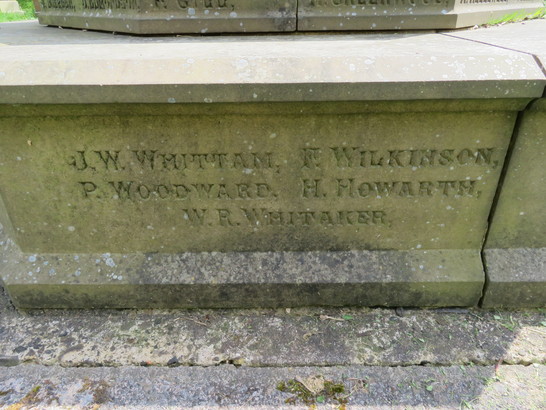 J. W. WHITTAM, F. WILKINSON,
P. WOODWARD. H. HOWARTH,
W. R. WHITAKER.